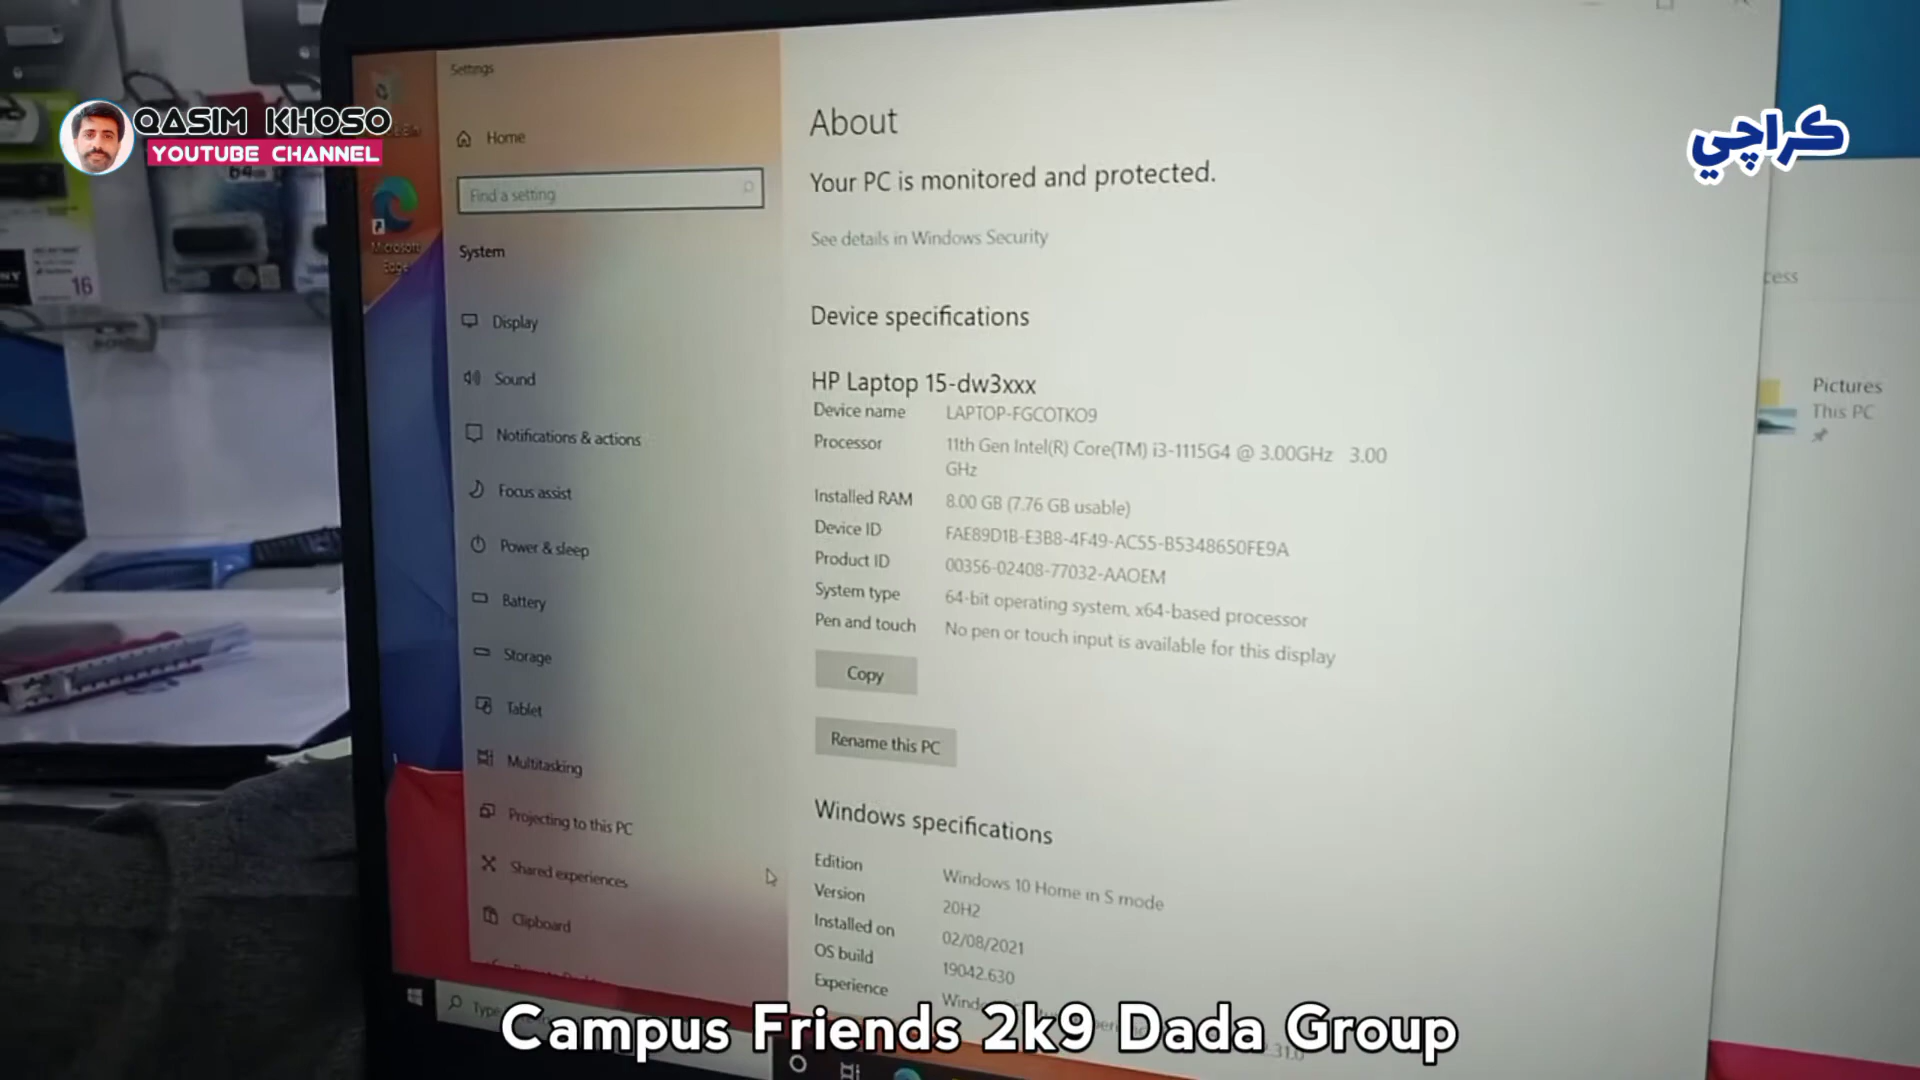 QASIM KHOSO
YOUTUBE CHANNEL
ڪراچي
64GB
16
Microsoft
Edge
Settings
Home
Find a setting
System
Display
Sound
Notifications & actions
Focus assist
Power & sleep
Battery
Storage
Tablet
Multitasking
Projecting to this PC
Shared experiences
Clipboard
About
Your PC is monitored and protected.
See details in Windows Security
Device specifications
HP Laptop 15-dw3xxx
Device name LAPTOP-FGCOTKO9
Processor 11th Gen Intel(R) Core(TM) i3-1115G4 @ 3.00GHz 3.00
GHz
Installed RAM 8.00 GB (7.76 GB usable)
Device ID FAE89D1B-E3B8-4F49-AC55-B5348650FE9A
Product ID 00356-02408-77032-AAOEM
System type 64-bit operating system, x64-based processor
Pen and touch No pen or touch input is available for this display
Copy
Rename this PC
Windows specifications
Edition Windows 10 Home in S mode
Version 20H2
Installed on 02/08/2021
OS build 19042.630
Experience
Pictures
This PC
Type
Campus Friends 2k9 Dada Group